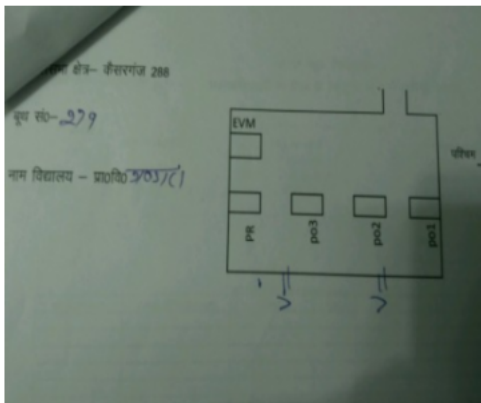 क्षेत्र– कैसरगंज 288
बूथ सं०– 279
नाम विद्यालय – प्रा०वि०
EVM
पश्चिम
PR
po3
po2
po1